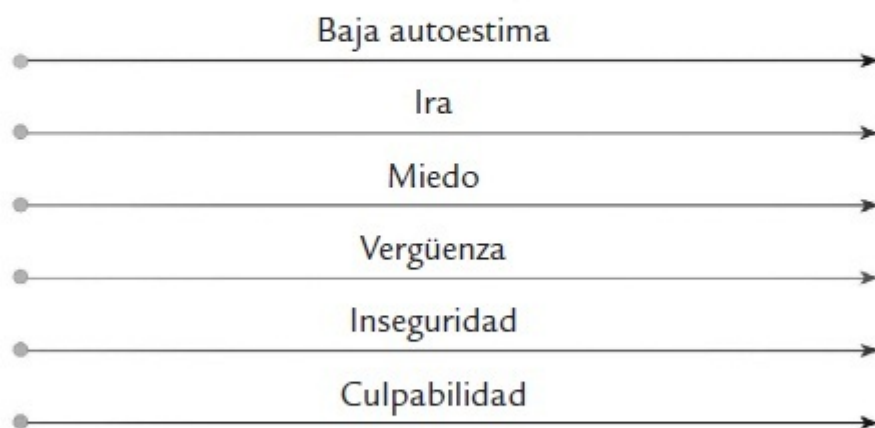 Baja autoestima
Ira
Miedo
Vergüenza
Inseguridad
Culpabilidad